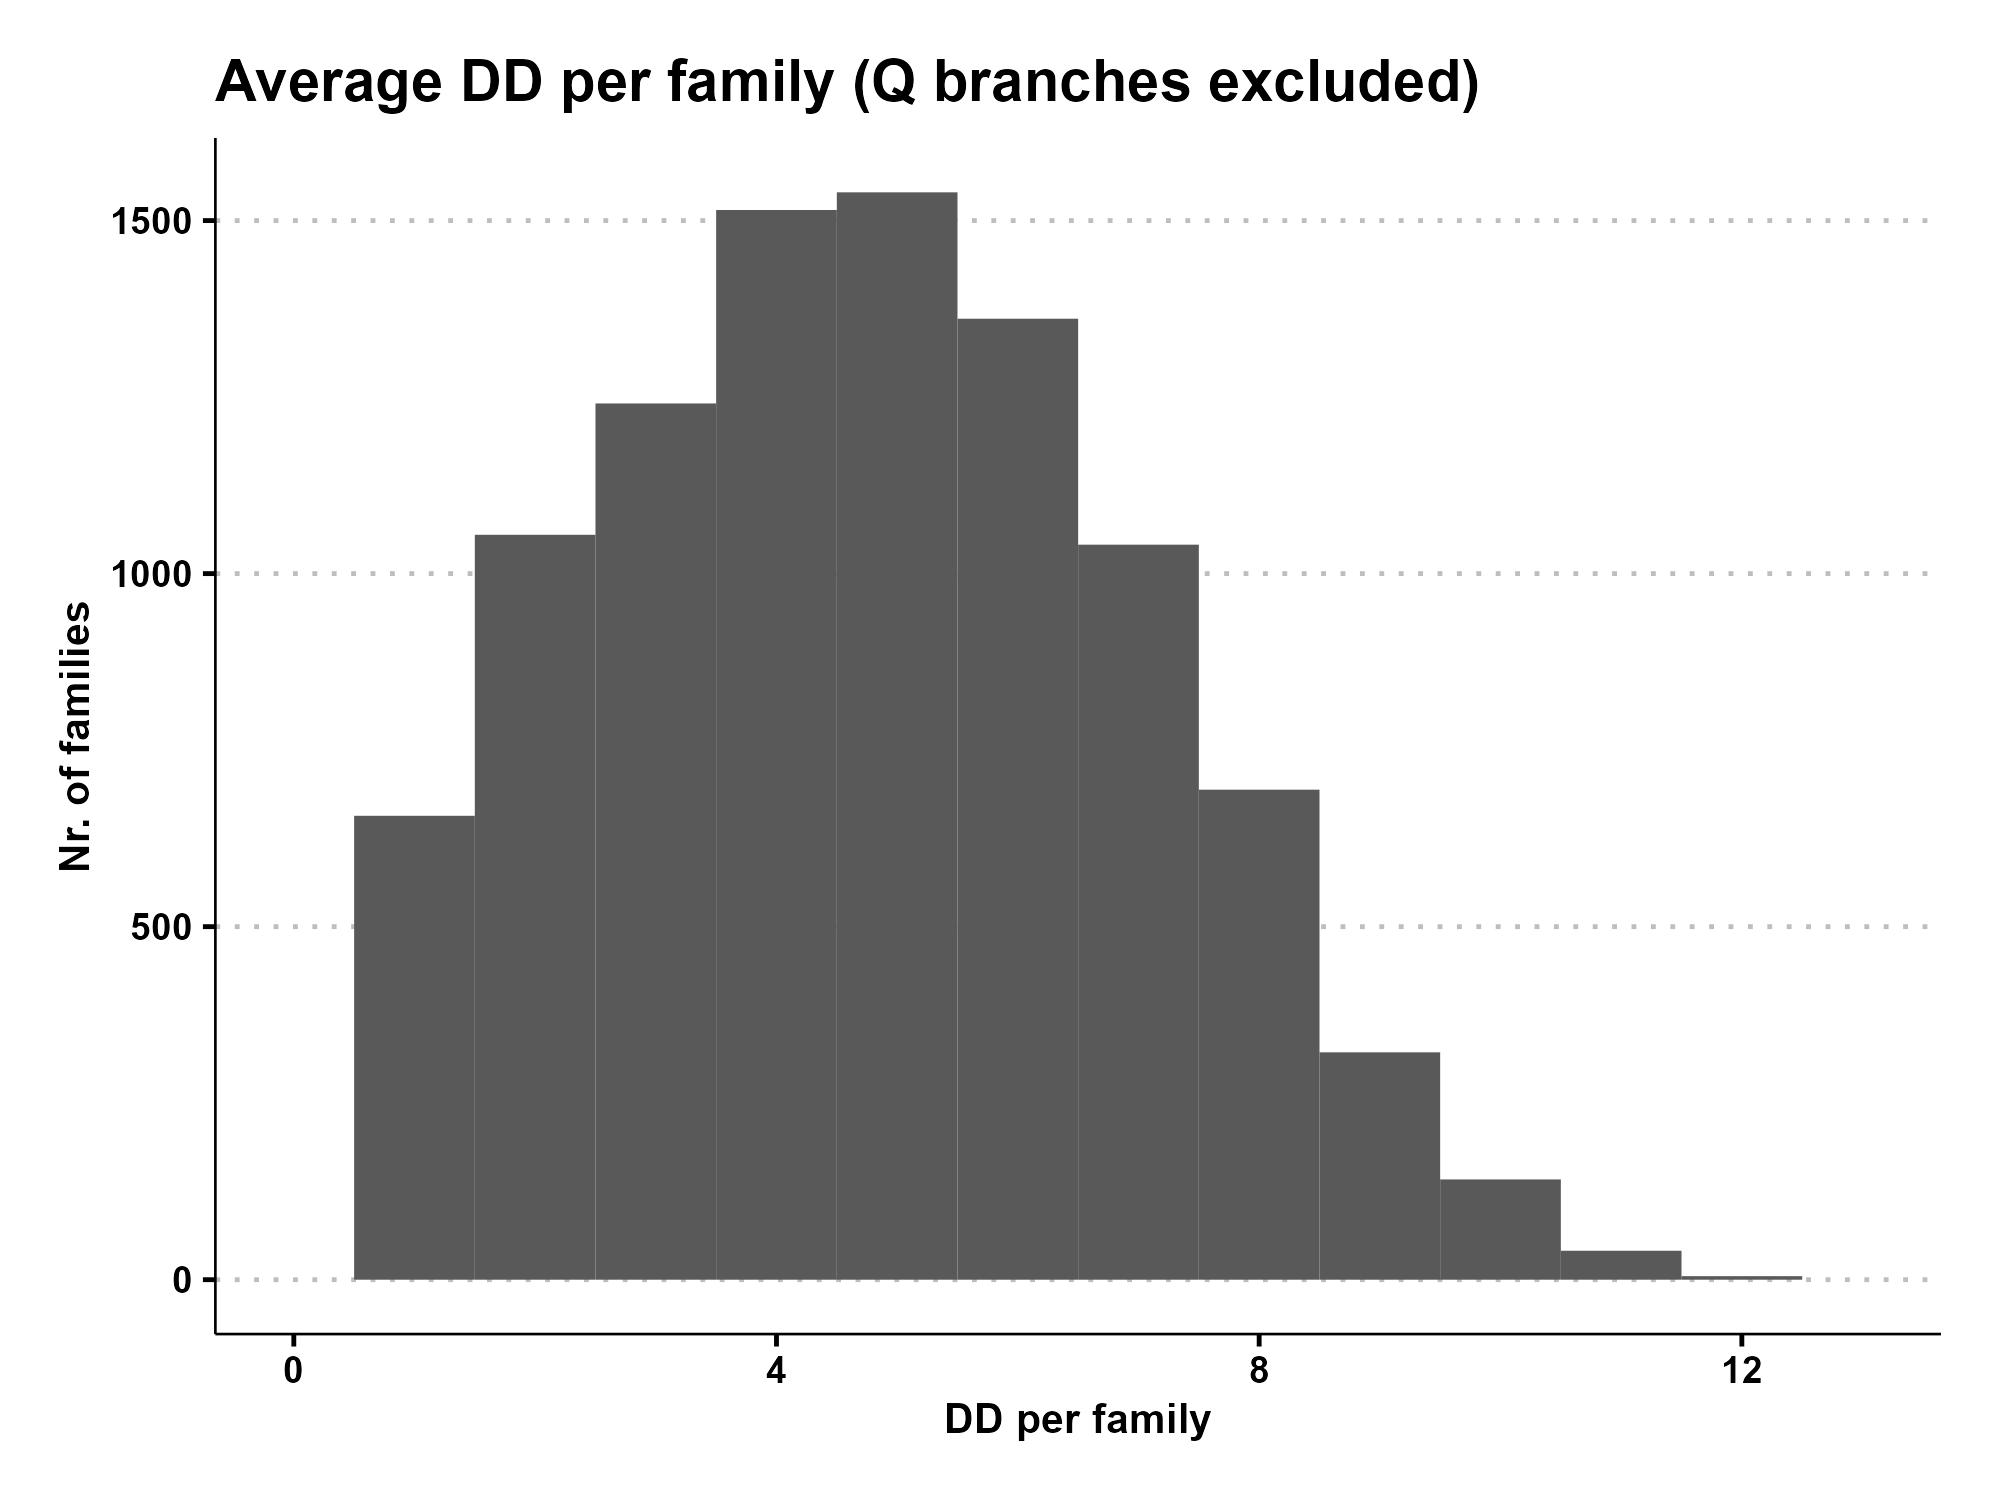 Average DD per family (Q branches excluded)
Nr. of families
1500
1000
500
0
0 4 8 12
DD per family